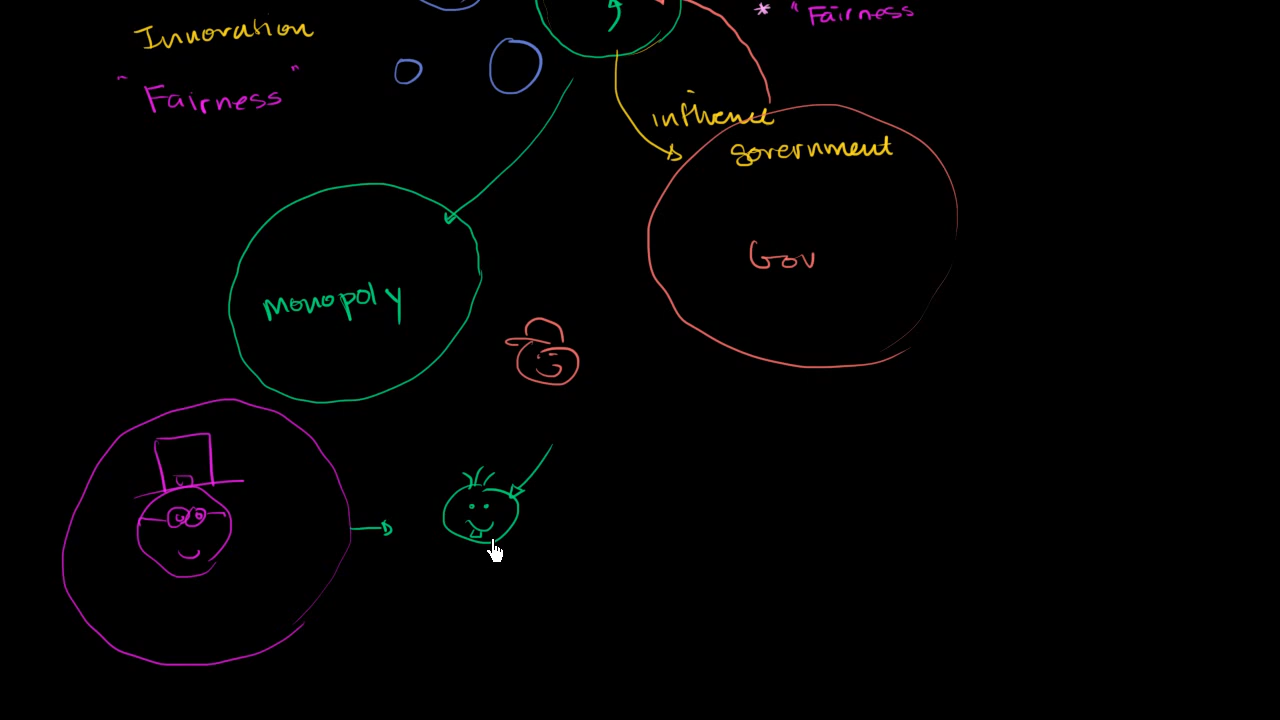 * "Fairness
Innovation
"Fairness"
influence
government
Gov
Monopoly